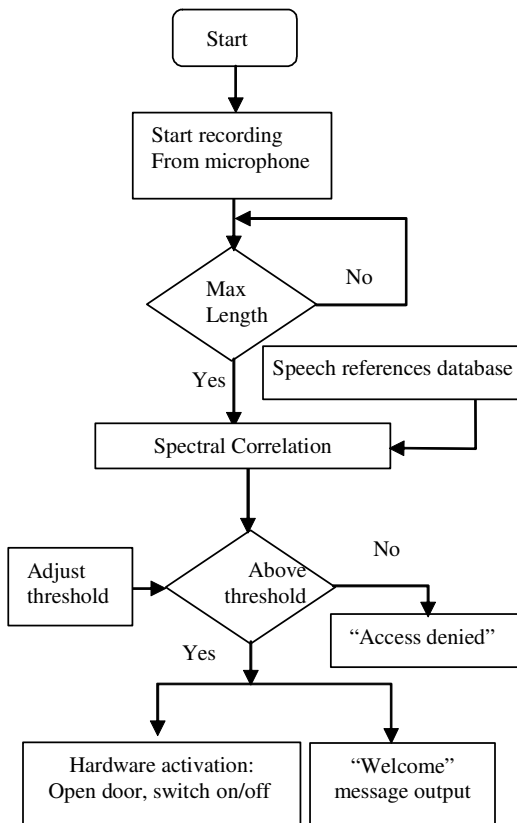 Start
Start recording
From microphone
No
Max
Length
Yes
Speech references database
Spectral Correlation
No
Adjust
threshold
Above
threshold
Yes
“Access denied”
Hardware activation:
Open door, switch on/off
“Welcome”
message output